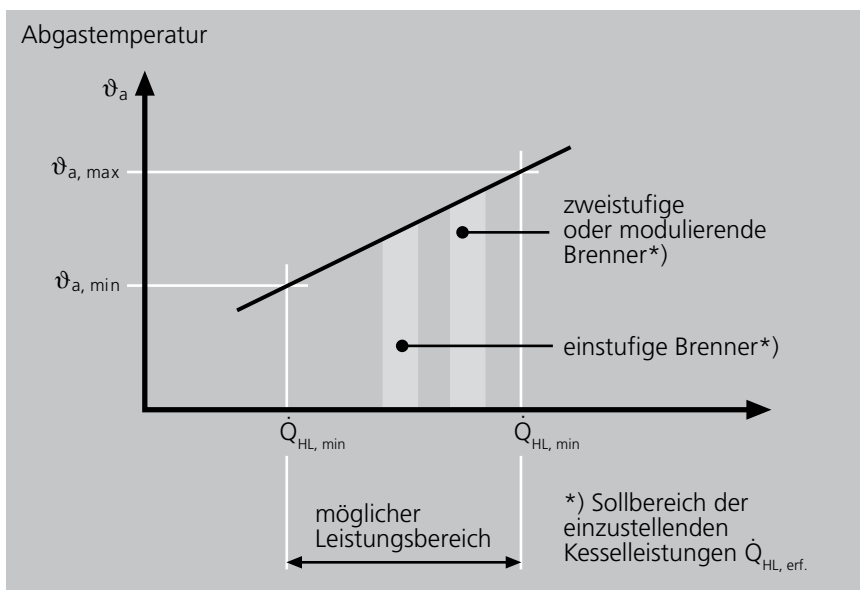 Abgastemperatur
ϑa
ϑa, max
ϑa, min
zweistufige
oder modulierende
Brenner*)
einstufige Brenner*)
Q̇HL, min
Q̇HL, min
möglicher
Leistungsbereich
*) Sollbereich der
einzustellenden
Kesselleistungen Q̇HL, erf.